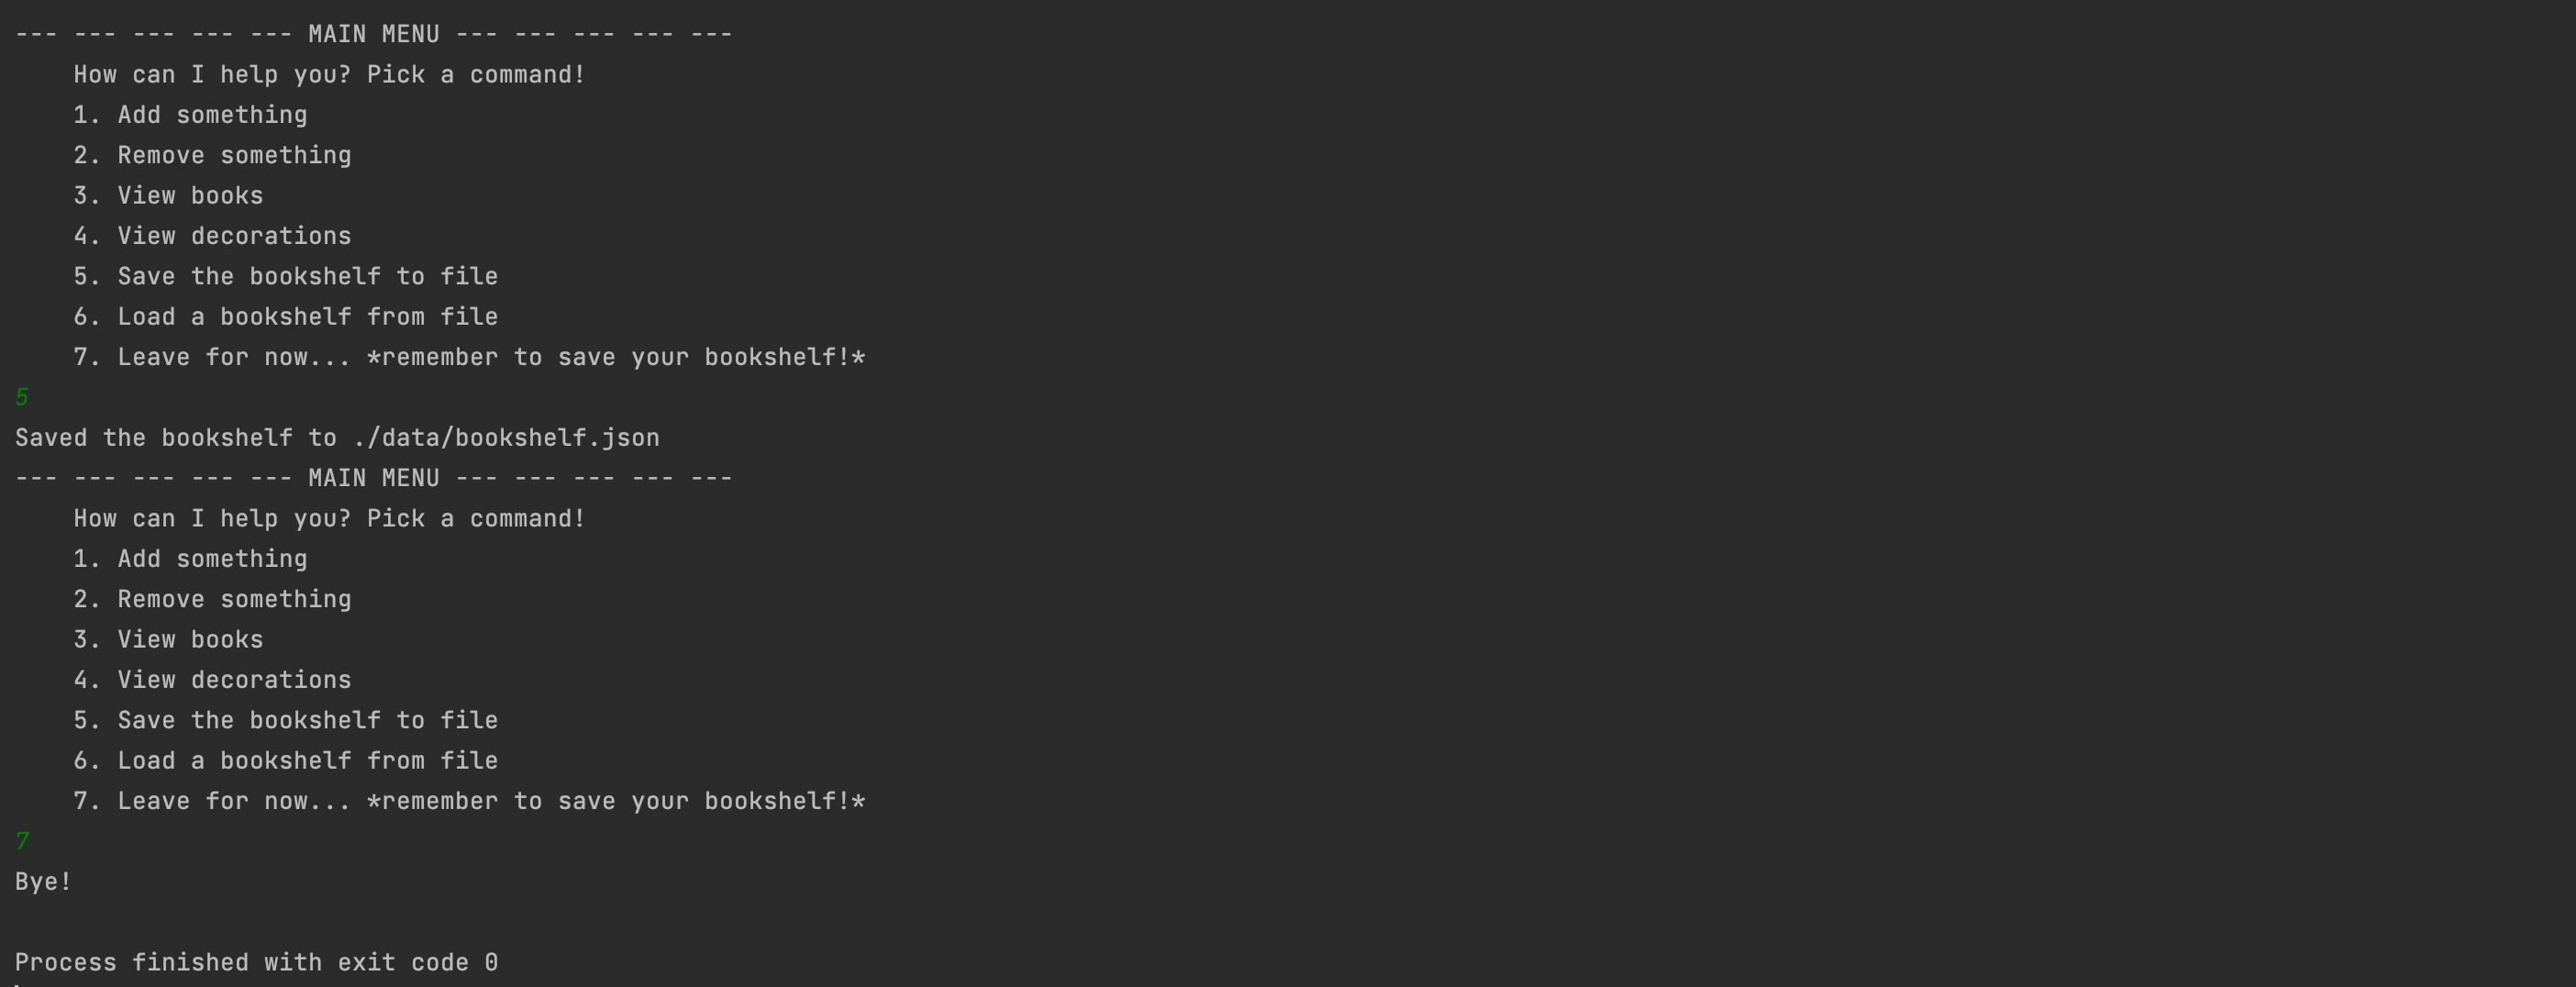 --- --- --- --- --- MAIN MENU --- --- --- --- ---
    How can I help you? Pick a command!
    1. Add something
    2. Remove something
    3. View books
    4. View decorations
    5. Save the bookshelf to file
    6. Load a bookshelf from file
    7. Leave for now... *remember to save your bookshelf!*
5
Saved the bookshelf to ./data/bookshelf.json
--- --- --- --- --- MAIN MENU --- --- --- --- ---
    How can I help you? Pick a command!
    1. Add something
    2. Remove something
    3. View books
    4. View decorations
    5. Save the bookshelf to file
    6. Load a bookshelf from file
    7. Leave for now... *remember to save your bookshelf!*
7
Bye!

Process finished with exit code 0